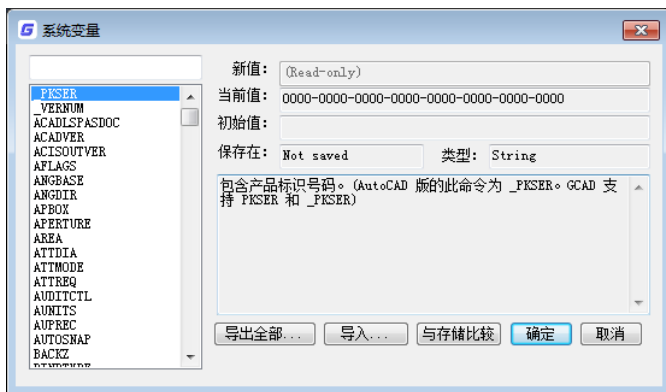 系统变量
新值:
(Read-only)
当前值:
0000-0000-0000-0000-0000-0000-0000-0000
初始值:
保存在:
Not saved
类型:
String
_PKSER
_VERNUM
ACADLSPASDOC
ACADVER
ACISOUTVER
AFLAGS
ANGBASE
ANGDIR
APBOX
APERTURE
AREA
ATTDIA
ATTMODE
ATTREQ
AUDITCTL
AUNITS
AUPREC
AUTOSNAP
BACKZ
包含产品标识号码。(AutoCAD 版的此命令为 _PKSER。GCAD 支
持 PKSER 和 _PKSER)
导出全部...
导入...
与存储比较
确定
取消